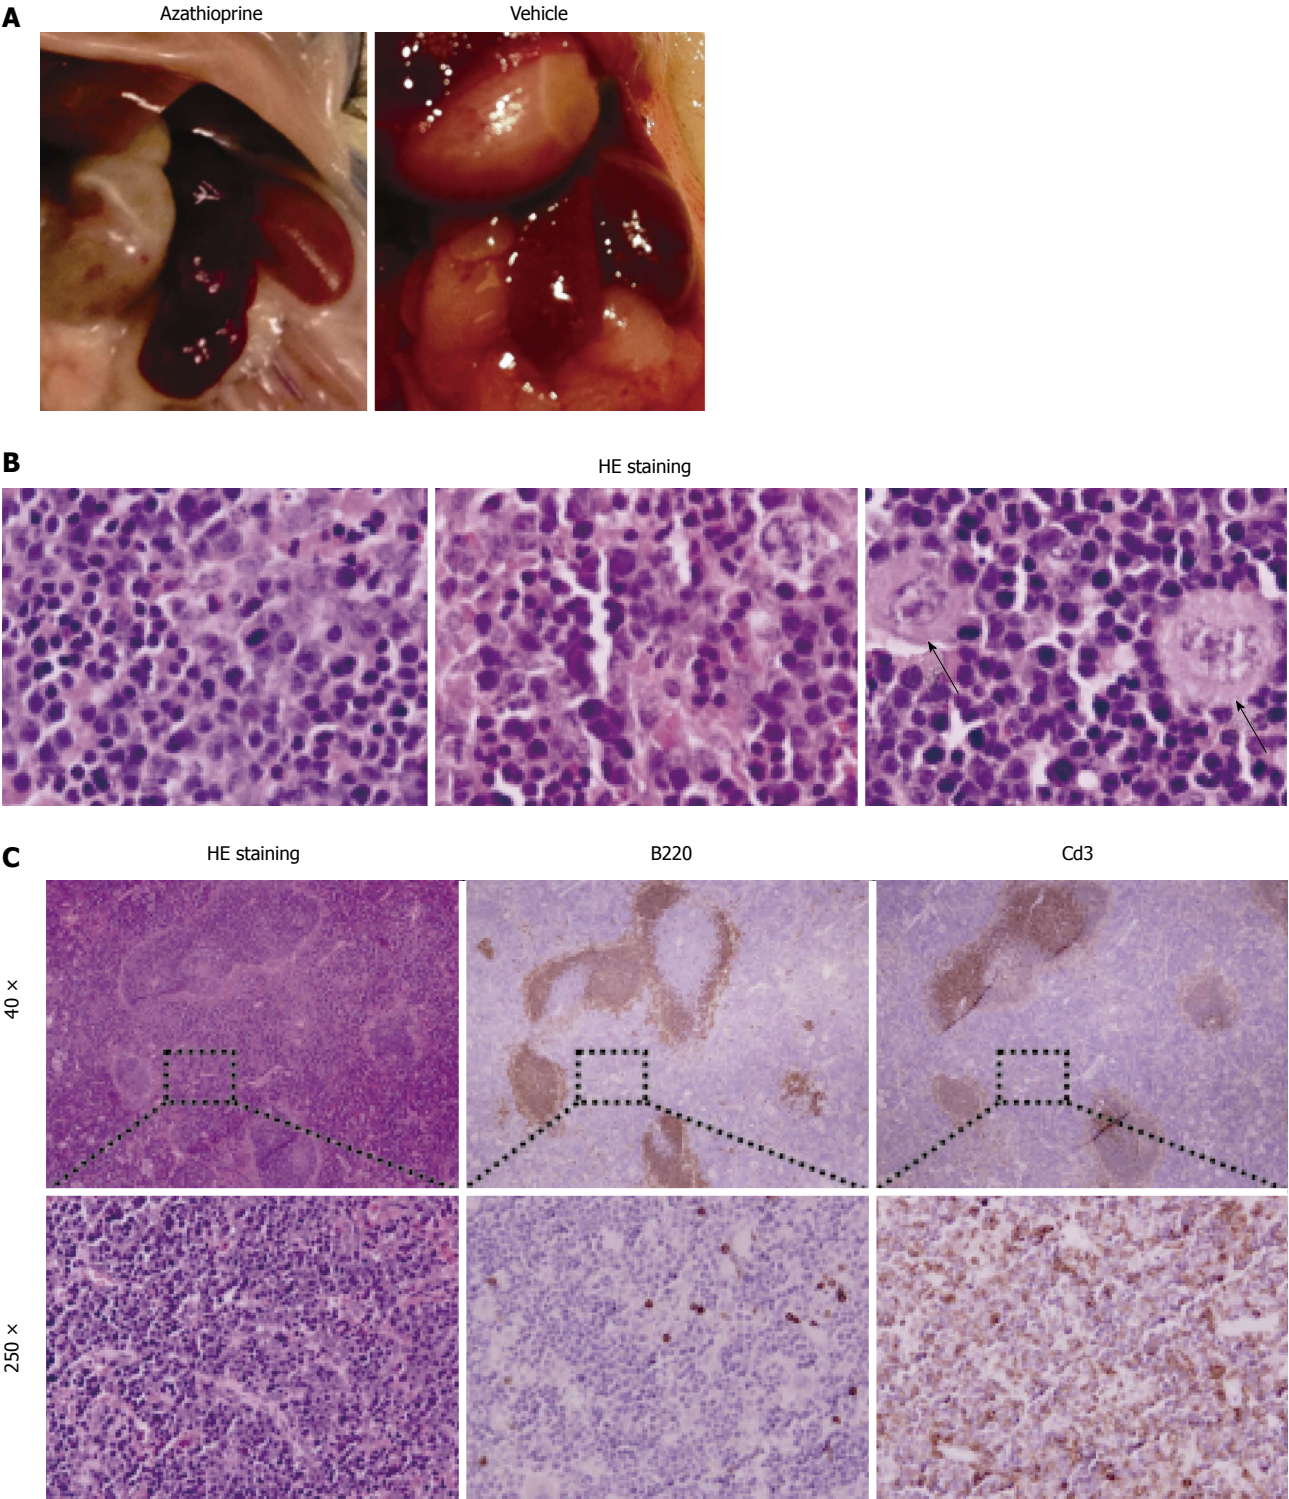 A
Azathioprine Vehicle
B
HE staining
C
HE staining B220 Cd3
40 ×
250 ×